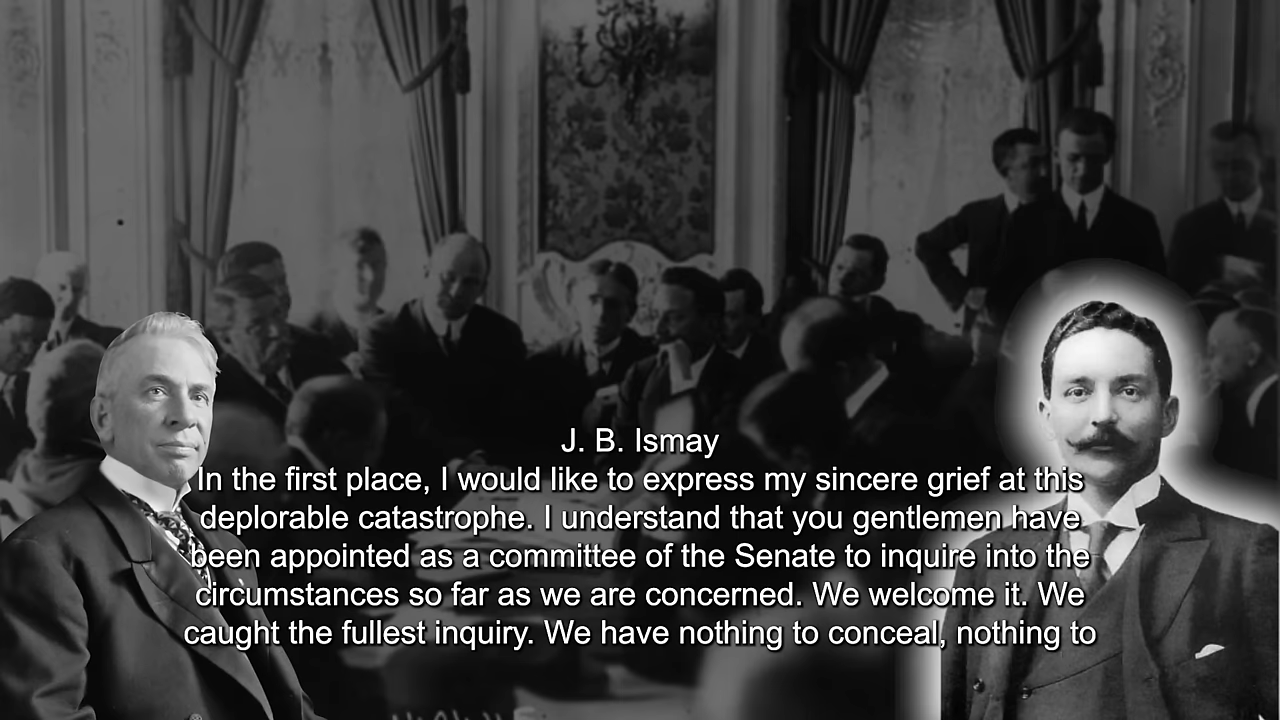 J. B. Ismay
In the first place, I would like to express my sincere grief at this
deplorable catastrophe. I understand that you gentlemen have
been appointed as a committee of the Senate to inquire into the
circumstances so far as we are concerned. We welcome it. We
caught the fullest inquiry. We have nothing to conceal, nothing to